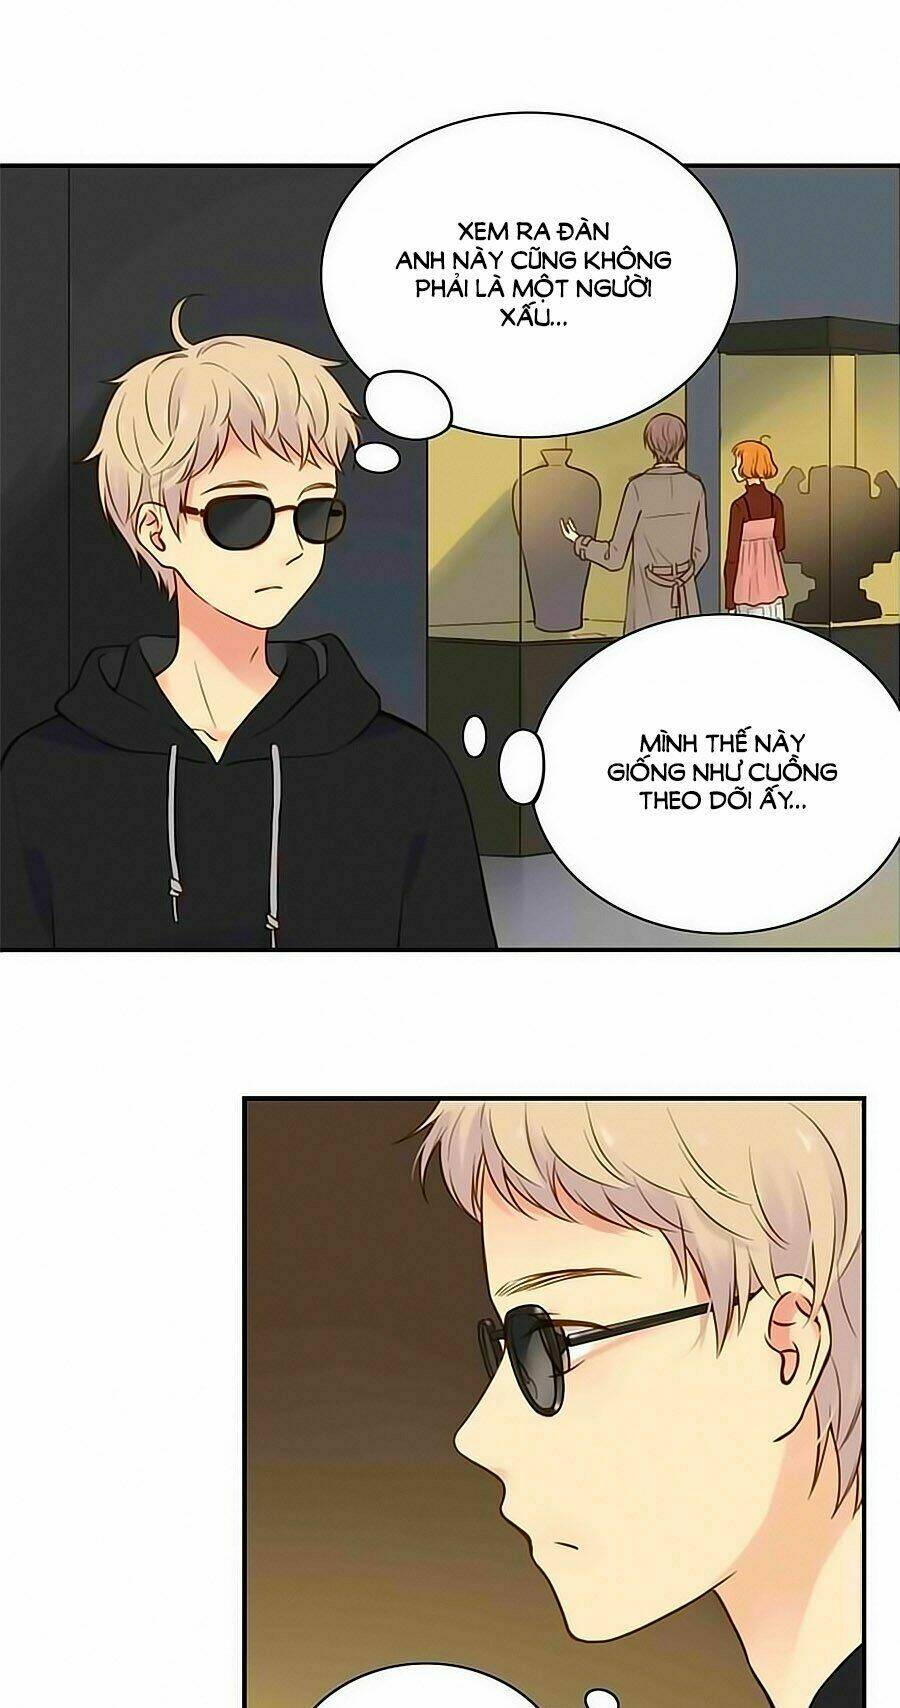 XEM RA ĐÀN
ANH NÀY CŨNG KHÔNG
PHẢI LÀ MỘT NGƯỜI
XẤU...
MÌNH THẾ NÀY
GIỐNG NHƯ CUỒNG
THEO DÕI ẤY...